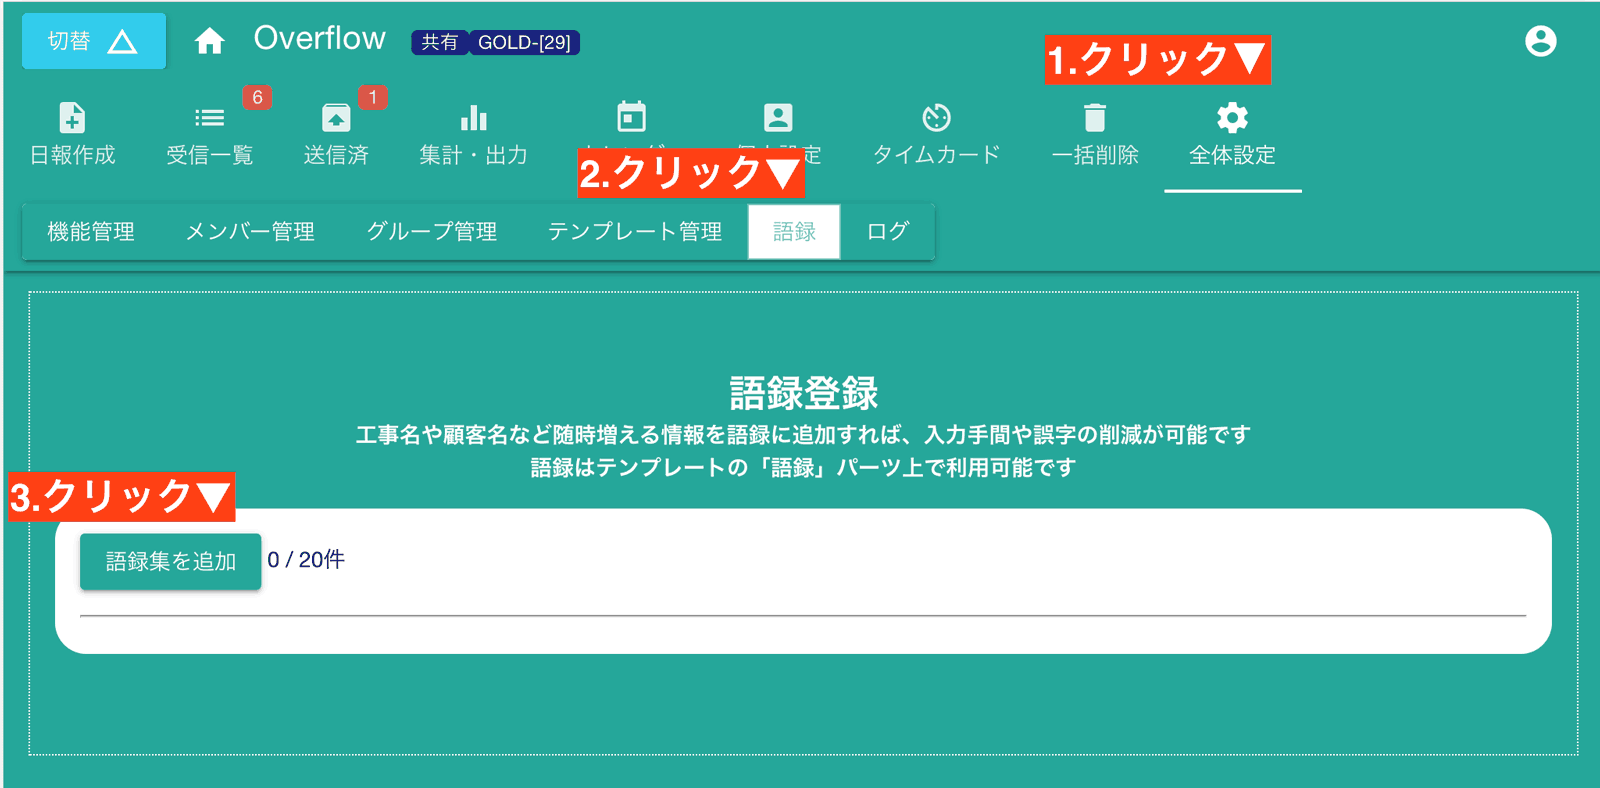 切替
Overflow
共有 GOLD-[29]
1.クリック▼
6
1
日報作成
受信一覧
送信済
集計・出力
タイムカード
一括削除
全体設定
2.クリック▼
機能管理
メンバー管理
グループ管理
テンプレート管理
語録
ログ
語録登録
工事名や顧客名など随時増える情報を語録に追加すれば、入力手間や誤字の削減が可能です
語録はテンプレートの「語録」パーツ上で利用可能です
3.クリック▼
語録集を追加
0 / 20件